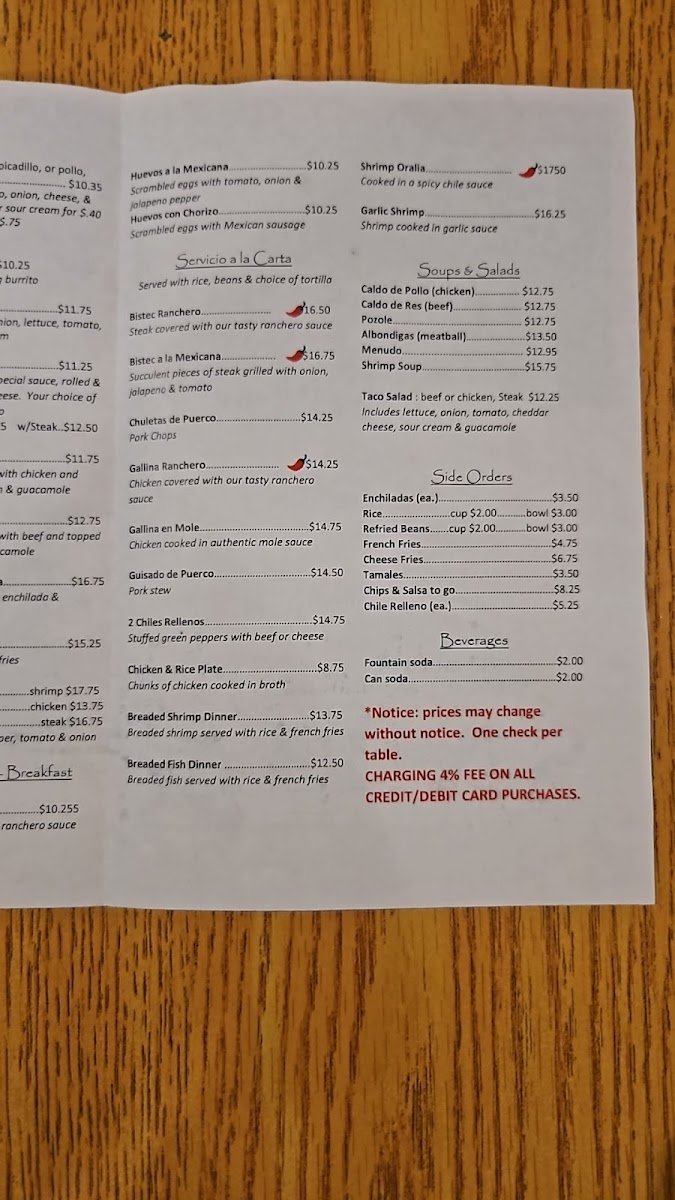 picadillo, or pollo,
$10.35
o, onion, cheese, &
sour cream for $.40
$.75
$10.25
burrito
$11.75
nion, lettuce, tomato,
$11.25
pecial sauce, rolled &
eese. Your choice of
5 w/Steak..$12.50
$11.75
with chicken and
& guacamole
$12.75
with beef and topped
camole
$16.75
enchilada &
$15.25
fries
shrimp $17.75
chicken $13.75
steak $16.75
per, tomato & onion
- Breakfast
$10.255
ranchero sauce
Huevos a la Mexicana $10.25
Scrambled eggs with tomato, onion &
jalapeno pepper
Huevos con Chorizo $10.25
Scrambled eggs with Mexican sausage
Servicio a la Carta
Served with rice, beans & choice of tortilla
Bistec Ranchero $16.50
Steak covered with our tasty ranchero sauce
Bistec a la Mexicana $16.75
Succulent pieces of steak grilled with onion,
jalapeno & tomato
Chuletas de Puerco $14.25
Pork Chops
Gallina Ranchero $14.25
Chicken covered with our tasty ranchero
sauce
Gallina en Mole $14.75
Chicken cooked in authentic mole sauce
Guisado de Puerco $14.50
Pork stew
2 Chiles Rellenos $14.75
Stuffed green peppers with beef or cheese
Chicken & Rice Plate $8.75
Chunks of chicken cooked in broth
Breaded Shrimp Dinner $13.75
Breaded shrimp served with rice & french fries
Breaded Fish Dinner $12.50
Breaded fish served with rice & french fries
Shrimp Oralia $1750
Cooked in a spicy chile sauce
Garlic Shrimp $16.25
Shrimp cooked in garlic sauce
Soups & Salads
Caldo de Pollo (chicken) $12.75
Caldo de Res (beef) $12.75
Pozole $12.75
Albondigas (meatball) $13.50
Menudo $12.95
Shrimp Soup $15.75
Taco Salad : beef or chicken, Steak $12.25
Includes lettuce, onion, tomato, cheddar
cheese, sour cream & guacamole
Side Orders
Enchiladas (ea.) $3.50
Rice cup $2.00 bowl $3.00
Refried Beans cup $2.00 bowl $3.00
French Fries $4.75
Cheese Fries $6.75
Tamales $3.50
Chips & Salsa to go $8.25
Chile Relleno (ea.) $5.25
Beverages
Fountain soda $2.00
Can soda $2.00
*Notice: prices may change
without notice. One check per
table.
CHARGING 4% FEE ON ALL
CREDIT/DEBIT CARD PURCHASES.